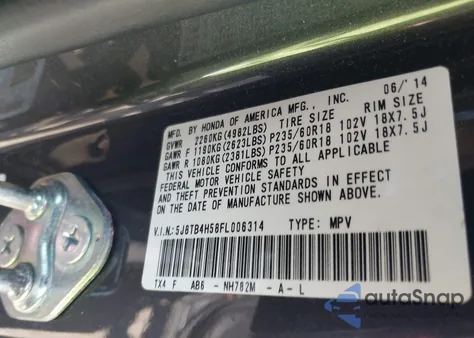 MFD. BY HONDA OF AMERICA MFG., INC. 06/'14
GVWR 2260KG(4982LBS) TIRE SIZE RIM SIZE
GAWR F 1190KG(2623LBS) P235/60R18 102V 18X7.5J
GAWR R 1080KG(2381LBS) P235/60R18 102V 18X7.5J
THIS VEHICLE CONFORMS TO ALL APPLICABLE
FEDERAL MOTOR VEHICLE SAFETY
AND THEFT PREVENTION STANDARDS IN EFFECT ON
THE DATE OF MANUFACTURE SHOWN ABOVE.
V.I.N.:5J8TB4H58FL006314 TYPE: MPV
TX4 F AB6 - NH782M - A - L
autoSnap